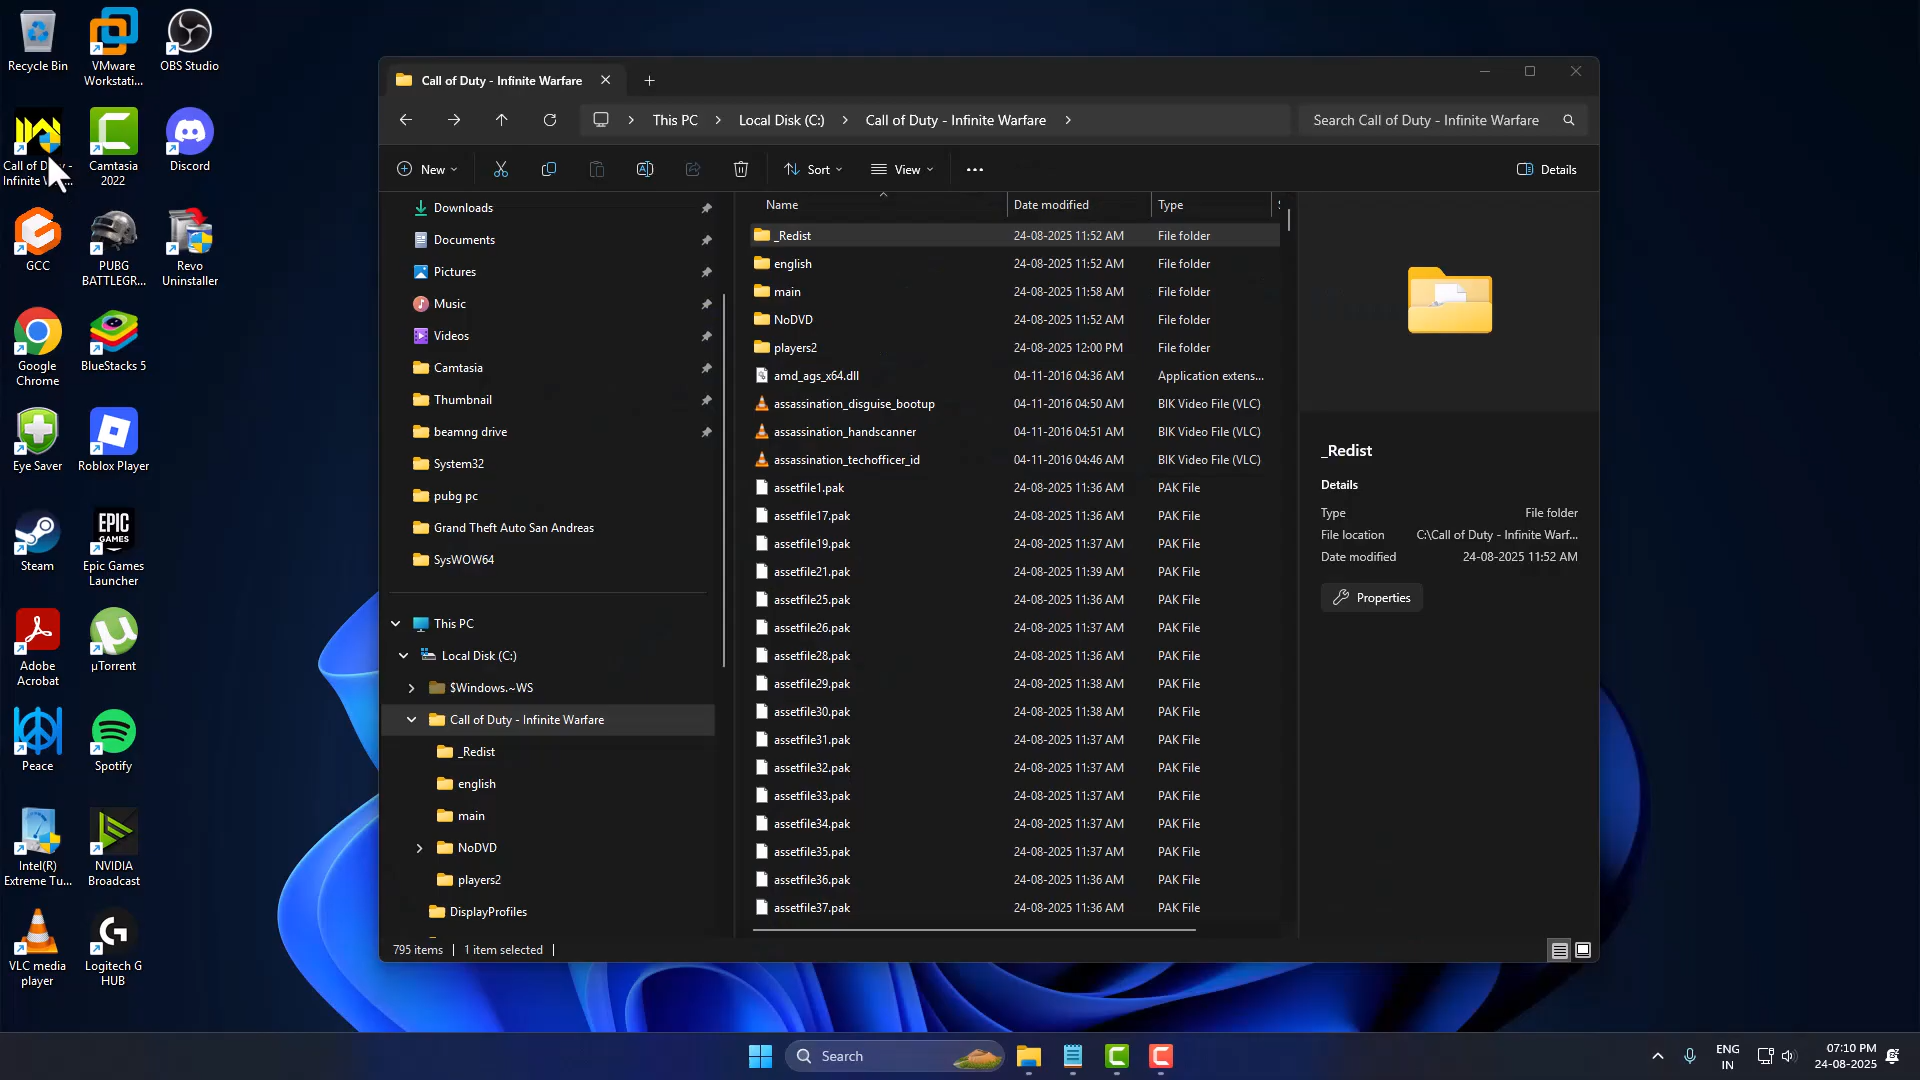 Recycle Bin
VMware
Workstati...
OBS Studio
Call of Duty -
Infinite W...
Camtasia
2022
Discord
GCC
PUBG
BATTLEGR...
Revo
Uninstaller
Google
Chrome
BlueStacks 5
Eye Saver
Roblox Player
Steam
EPIC
GAMES
Epic Games
Launcher
Adobe
Acrobat
µTorrent
Peace
Spotify
Intel(R)
Extreme Tu...
NVIDIA
Broadcast
VLC media
player
Logitech G
HUB
Call of Duty - Infinite Warfare
This PC > Local Disk (C:) > Call of Duty - Infinite Warfare >
Search Call of Duty - Infinite Warfare
New
Sort
View
Details
Downloads
Documents
Pictures
Music
Videos
Camtasia
Thumbnail
beamng drive
System32
pubg pc
Grand Theft Auto San Andreas
SysWOW64
This PC
Local Disk (C:)
$Windows.~WS
Call of Duty - Infinite Warfare
_Redist
english
main
NoDVD
players2
DisplayProfiles
Name Date modified Type
_Redist 24-08-2025 11:52 AM File folder
english 24-08-2025 11:52 AM File folder
main 24-08-2025 11:58 AM File folder
NoDVD 24-08-2025 11:52 AM File folder
players2 24-08-2025 12:00 PM File folder
amd_ags_x64.dll 04-11-2016 04:36 AM Application extens...
assassination_disguise_bootup 04-11-2016 04:50 AM BIK Video File (VLC)
assassination_handscanner 04-11-2016 04:51 AM BIK Video File (VLC)
assassination_techofficer_id 04-11-2016 04:46 AM BIK Video File (VLC)
assetfile1.pak 24-08-2025 11:36 AM PAK File
assetfile17.pak 24-08-2025 11:36 AM PAK File
assetfile19.pak 24-08-2025 11:37 AM PAK File
assetfile21.pak 24-08-2025 11:39 AM PAK File
assetfile25.pak 24-08-2025 11:36 AM PAK File
assetfile26.pak 24-08-2025 11:37 AM PAK File
assetfile28.pak 24-08-2025 11:36 AM PAK File
assetfile29.pak 24-08-2025 11:38 AM PAK File
assetfile30.pak 24-08-2025 11:38 AM PAK File
assetfile31.pak 24-08-2025 11:37 AM PAK File
assetfile32.pak 24-08-2025 11:37 AM PAK File
assetfile33.pak 24-08-2025 11:37 AM PAK File
assetfile34.pak 24-08-2025 11:37 AM PAK File
assetfile35.pak 24-08-2025 11:37 AM PAK File
assetfile36.pak 24-08-2025 11:36 AM PAK File
assetfile37.pak 24-08-2025 11:36 AM PAK File
_Redist
Details
Type File folder
File location C:\Call of Duty - Infinite Warf...
Date modified 24-08-2025 11:52 AM
Properties
795 items
1 item selected
Search
ENG
IN
07:10 PM
24-08-2025